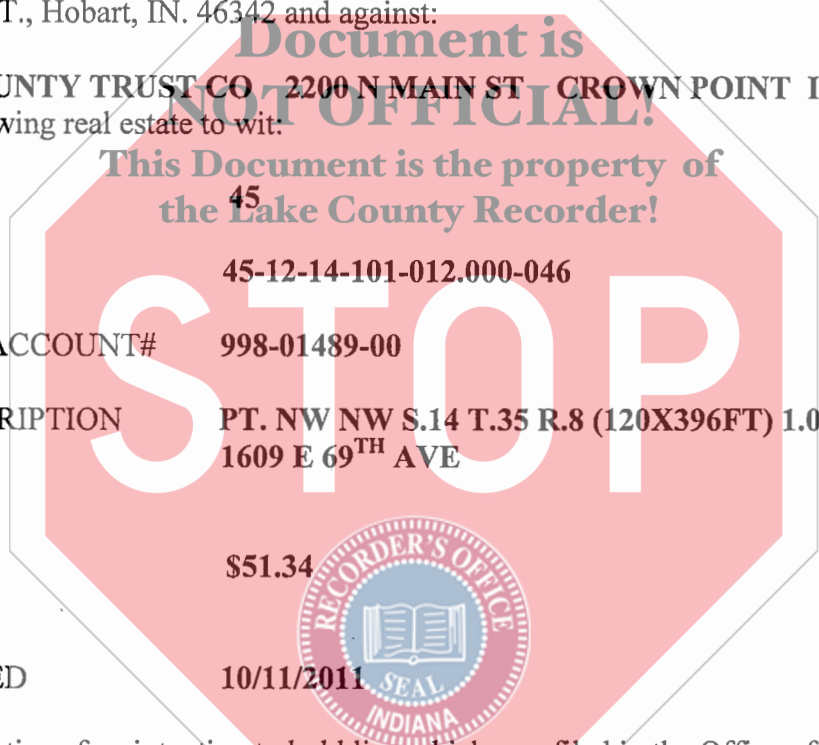 T., Hobart, IN. 46342 and against:
Document is
UNTY TRUST CO 2200 N MAIN ST CROWN POINT I
NOT OFFICIAL!
wing real estate to wit:
This Document is the property of
45
the Lake County Recorder!
45-12-14-101-012.000-046
STOP
ACCOUNT# 998-01489-00
RIPTION PT. NW NW S.14 T.35 R.8 (120X396FT) 1.0
1609 E 69TH AVE
$51.34
RECORDER'S OFFICE
ED 10/11/2011
SEAL
INDIANA